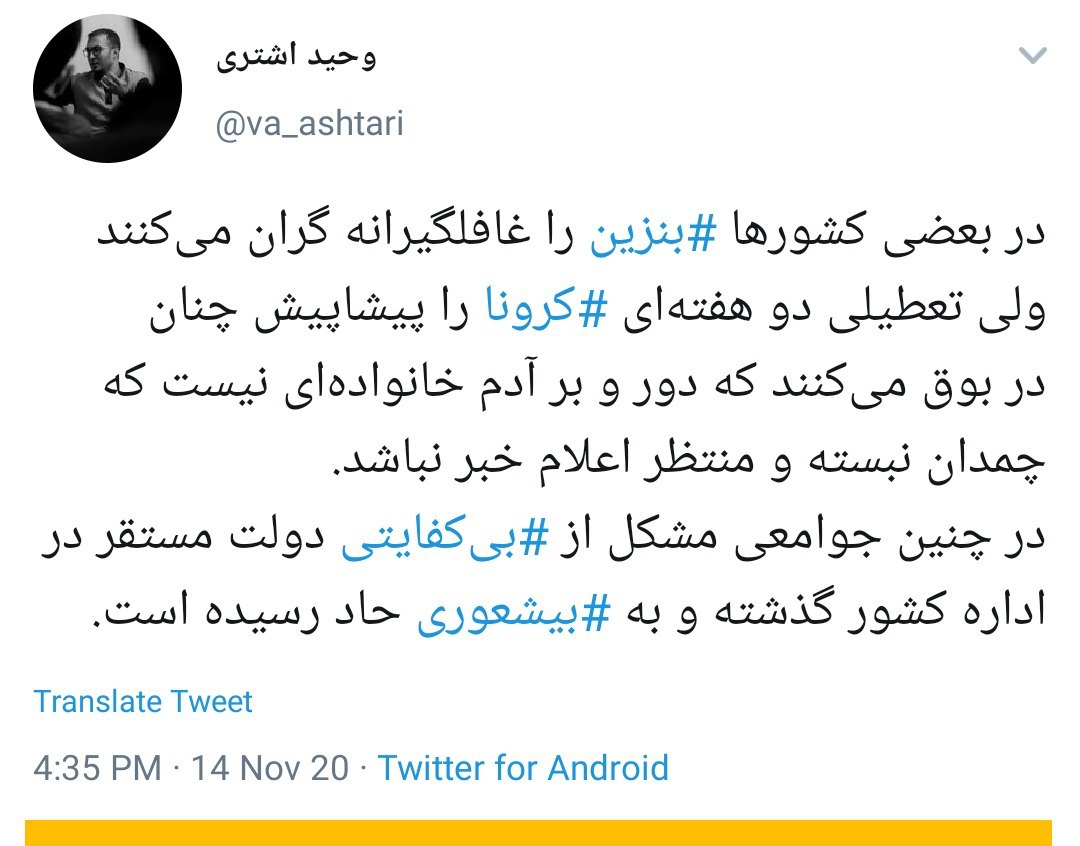 وحید اشتری
@va_ashtari
در بعضی کشورها #بنزین را غافلگیرانه گران می‌کنند
ولی تعطیلی دو هفته‌ای #کرونا را پیشاپیش چنان
در بوق می‌کنند که دور و بر آدم خانواده‌ای نیست که
چمدان نبسته و منتظر اعلام خبر نباشد.
در چنین جوامعی مشکل از #بی‌کفایتی دولت مستقر در
اداره کشور گذشته و به #بیشعوری حاد رسیده است.
Translate Tweet
4:35 PM · 14 Nov 20 · Twitter for Android